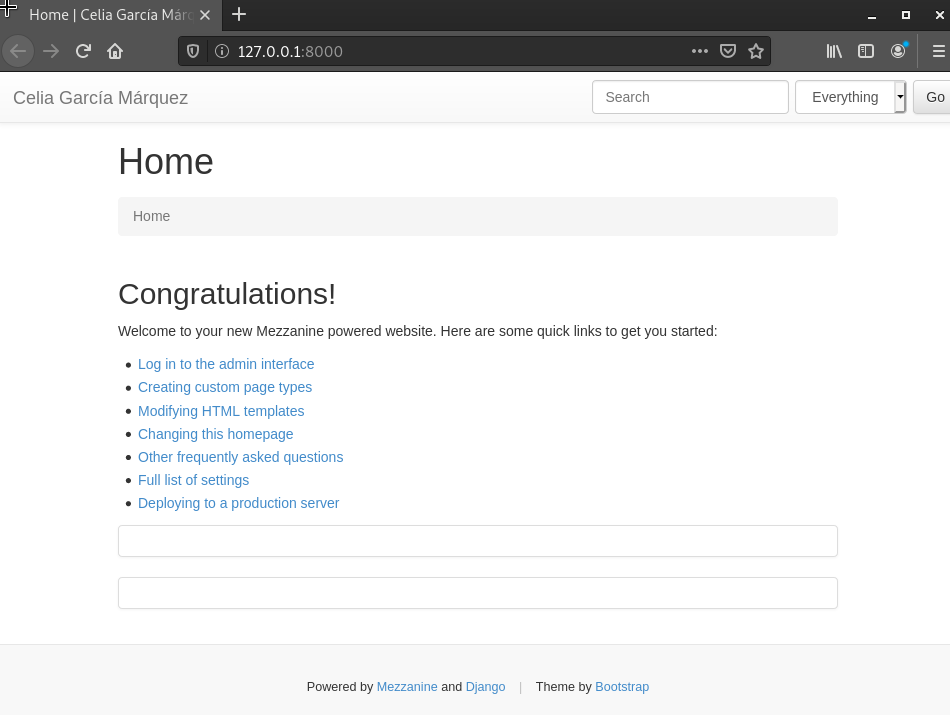 Home | Celia García Márq
127.0.0.1:8000
Celia García Márquez
Search
Everything
Go
Home
Home
Congratulations!
Welcome to your new Mezzanine powered website. Here are some quick links to get you started:
Log in to the admin interface
Creating custom page types
Modifying HTML templates
Changing this homepage
Other frequently asked questions
Full list of settings
Deploying to a production server
Powered by Mezzanine and Django | Theme by Bootstrap